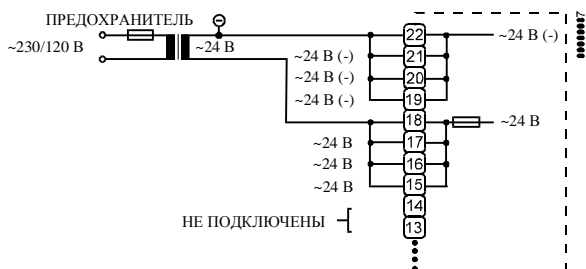 ПРЕДОХРАНИТЕЛЬ
~230/120 В
~24 В
22
~24 В (-)
~24 В (-)
21
~24 В (-)
20
~24 В (-)
19
18
~24 В
~24 В
17
~24 В
16
~24 В
15
14
НЕ ПОДКЛЮЧЕНЫ
13
7